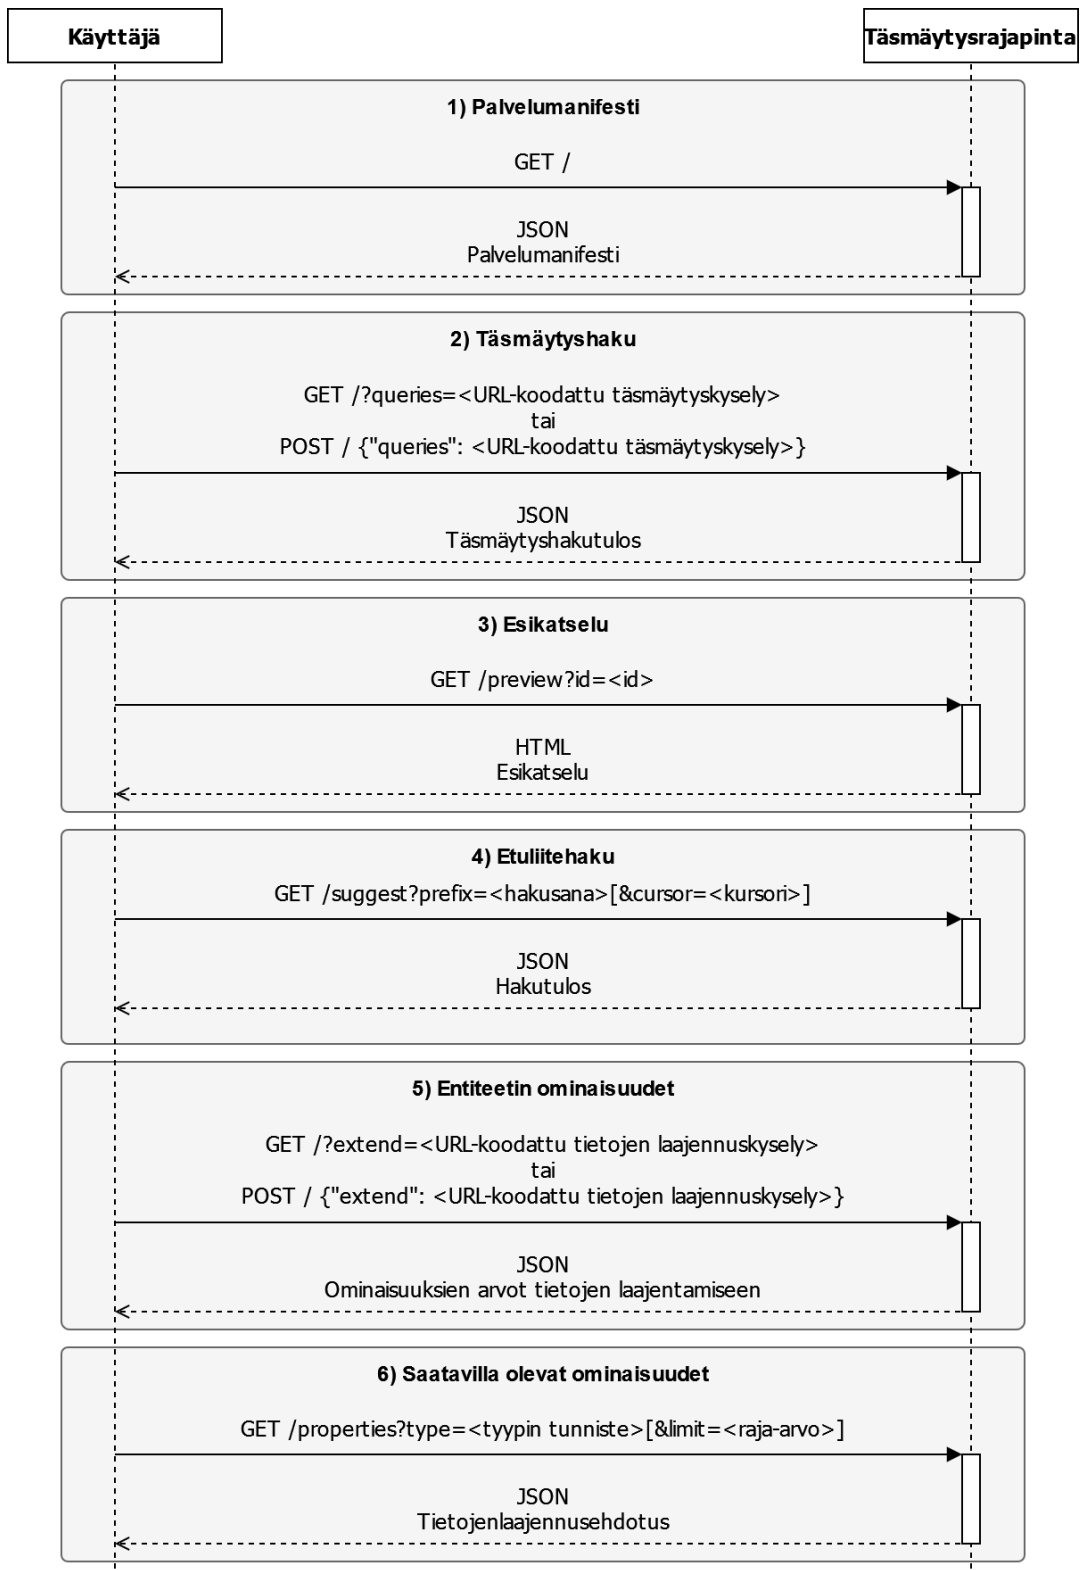 Käyttäjä
Täsmäytysrajapinta
1) Palvelumanifesti
GET /
JSON
Palvelumanifesti
2) Täsmäytyshaku
GET /?queries=<URL-koodattu täsmäytyskysely>
tai
POST / {"queries": <URL-koodattu täsmäytyskysely>}
JSON
Täsmäytyshakutulos
3) Esikatselu
GET /preview?id=<id>
HTML
Esikatselu
4) Etuliitehaku
GET /suggest?prefix=<hakusana>[&cursor=<kursori>]
JSON
Hakutulos
5) Entiteetin ominaisuudet
GET /?extend=<URL-koodattu tietojen laajennuskysely>
tai
POST / {"extend": <URL-koodattu tietojen laajennuskysely>}
JSON
Ominaisuuksien arvot tietojen laajentamiseen
6) Saatavilla olevat ominaisuudet
GET /properties?type=<tyypin tunniste>[&limit=<raja-arvo>]
JSON
Tietojenlaajennusehdotus